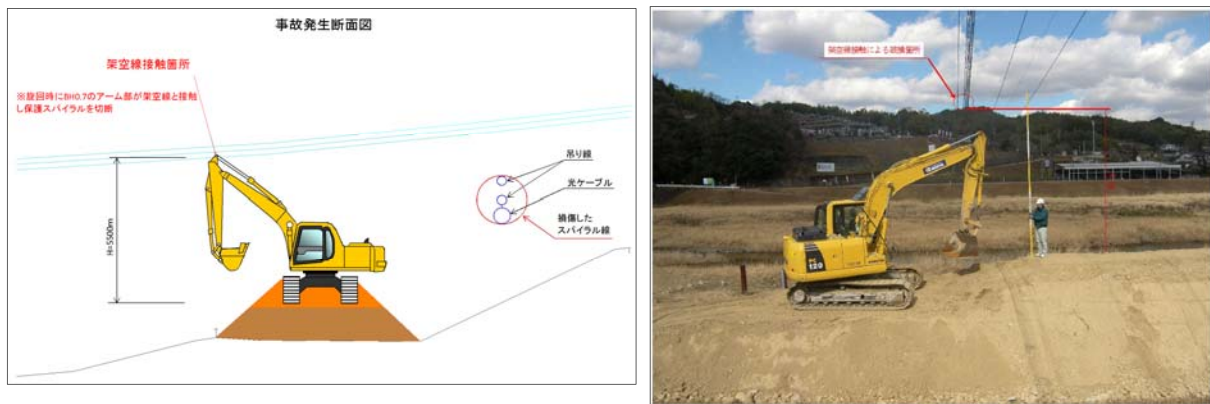 事故発生断面図
架空線接触箇所
※旋回時にBH0.7のアーム部が架空線と接触
し保護スパイラルを切断
H=5500m
吊り線
光ケーブル
損傷した
スパイラル線
架空線接触による破損箇所
PC
120